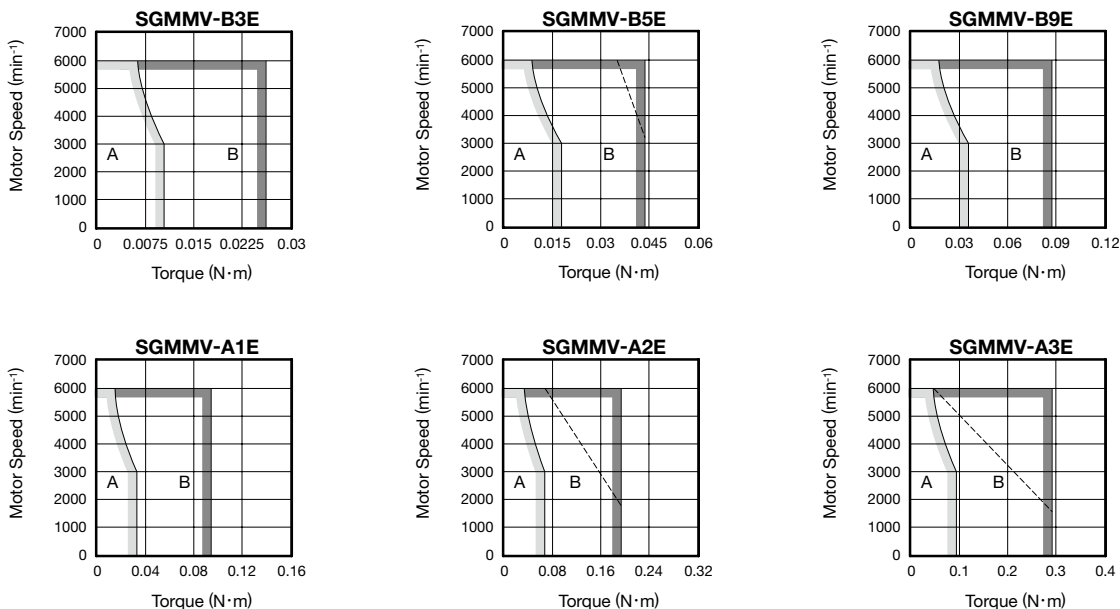 SGMMV-B3E
Motor Speed (min⁻¹)
7000
6000
5000
4000
3000
2000
1000
0
A
B
0 0.0075 0.015 0.0225 0.03
Torque (N·m)
SGMMV-B5E
Motor Speed (min⁻¹)
7000
6000
5000
4000
3000
2000
1000
0
A
B
0 0.015 0.03 0.045 0.06
Torque (N·m)
SGMMV-B9E
Motor Speed (min⁻¹)
7000
6000
5000
4000
3000
2000
1000
0
A
B
0 0.03 0.06 0.09 0.12
Torque (N·m)
SGMMV-A1E
Motor Speed (min⁻¹)
7000
6000
5000
4000
3000
2000
1000
0
A
B
0 0.04 0.08 0.12 0.16
Torque (N·m)
SGMMV-A2E
Motor Speed (min⁻¹)
7000
6000
5000
4000
3000
2000
1000
0
A
B
0 0.08 0.16 0.24 0.32
Torque (N·m)
SGMMV-A3E
Motor Speed (min⁻¹)
7000
6000
5000
4000
3000
2000
1000
0
A
B
0 0.1 0.2 0.3 0.4
Torque (N·m)